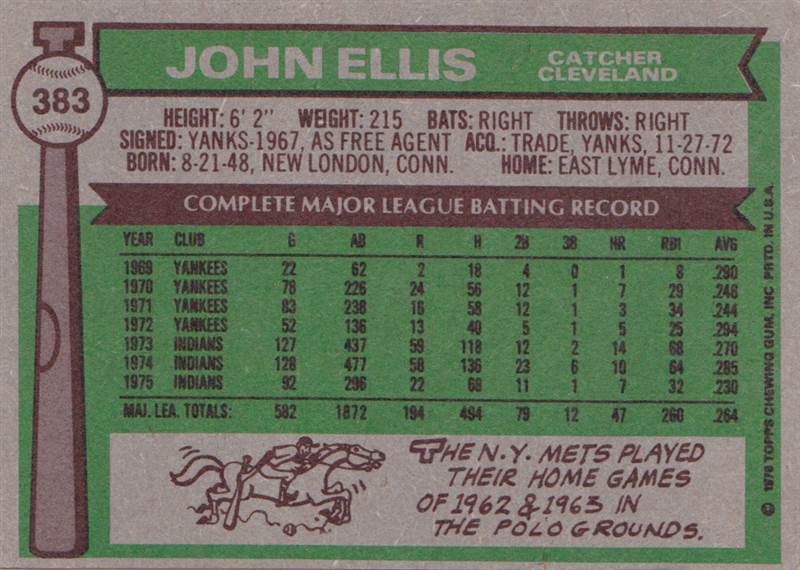 383
JOHN ELLIS
CATCHER
CLEVELAND
HEIGHT: 6' 2" WEIGHT: 215 BATS: RIGHT THROWS: RIGHT
SIGNED: YANKS-1967, AS FREE AGENT ACQ.: TRADE, YANKS, 11-27-72
BORN: 8-21-48, NEW LONDON, CONN. HOME: EAST LYME, CONN.
COMPLETE MAJOR LEAGUE BATTING RECORD
YEAR CLUB G AB R H 2B 3B HR RBI AVG
1969 YANKEES 22 62 2 18 4 0 1 8 .290
1970 YANKEES 78 226 24 56 12 1 7 29 .248
1971 YANKEES 83 238 16 58 12 1 3 34 .244
1972 YANKEES 52 136 13 40 5 1 5 25 .294
1973 INDIANS 127 437 59 118 12 2 14 68 .270
1974 INDIANS 128 477 58 136 23 6 10 64 .285
1975 INDIANS 92 296 22 68 11 1 7 32 .230
MAJ. LEA. TOTALS: 582 1872 194 494 79 12 47 260 .264
THE N.Y. METS PLAYED
THEIR HOME GAMES
OF 1962 & 1963 IN
THE POLO GROUNDS.
© 1976 TOPPS CHEWING GUM, INC PRTD. IN U.S.A.